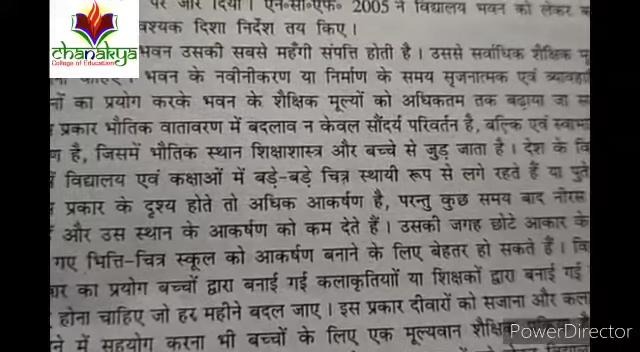 पर जोर दिया। एन०सी०एफ० 2005 ने विद्यालय भवन को लेकर
वश्यक दिशा निर्देश तय किए।
chanakya
College of Education
भवन उसकी सबसे महँगी संपत्ति होती है। उससे सर्वाधिक शैक्षिक
भवन के नवीनीकरण या निर्माण के समय सृजनात्मक एवं
नों का प्रयोग करके भवन के शैक्षिक मूल्यों को अधिकतम तक बढ़ाया जा
प्रकार भौतिक वातावरण में बदलाव न केवल सौंदर्य परिवर्तन है, बल्कि एवं स्वाभा
ण है, जिसमें भौतिक स्थान शिक्षाशास्त्र और बच्चे से जुड़ जाता है। देश के वि
विद्यालय एवं कक्षाओं में बड़े-बड़े चित्र स्थायी रूप से लगे रहते हैं या पुते
प्रकार के दृश्य होते तो अधिक आकर्षण है, परन्तु कुछ समय बाद नीरस
और उस स्थान के आकर्षण को कम देते हैं। उसकी जगह छोटे आकार के
गए भित्ति-चित्र स्कूल को आकर्षण बनाने के लिए बेहतर हो सकते हैं। वि
ार का प्रयोग बच्चों द्वारा बनाई गई कलाकृतियाों या शिक्षकों द्वारा बनाई गई
होना चाहिए जो हर महीने बदल जाए। इस प्रकार दीवारों को सजाना और कला
ने में सहयोग करना भी बच्चों के लिए एक मूल्यवान शैक्षि
PowerDirector